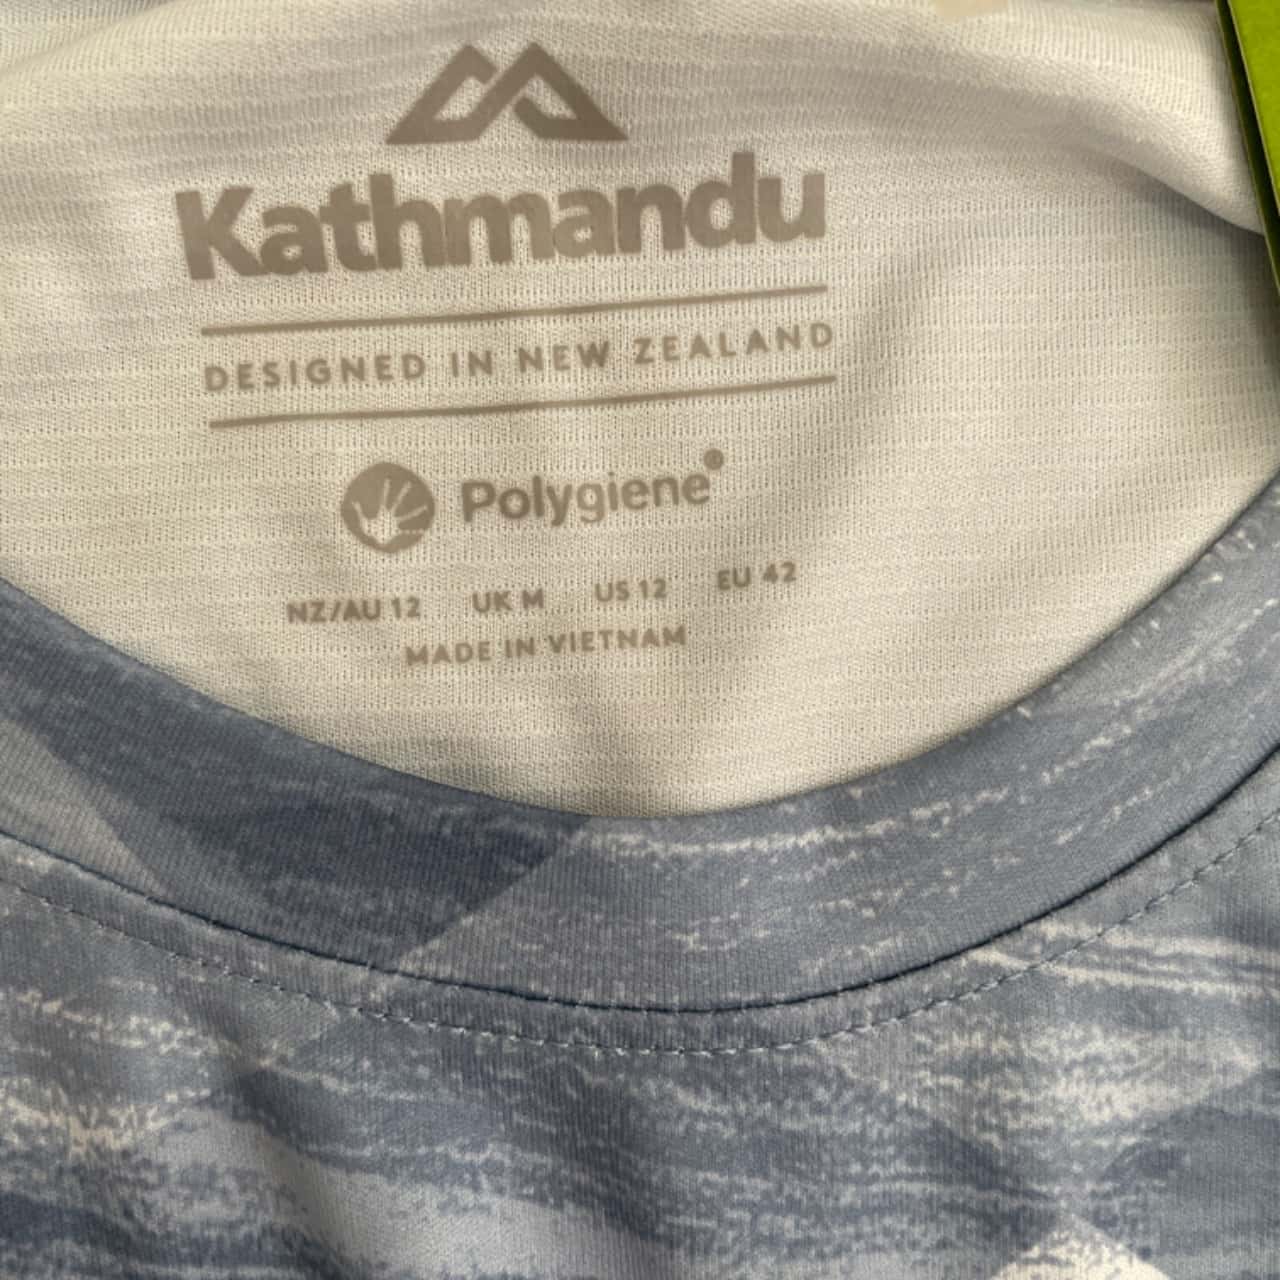 Kathmandu
DESIGNED IN NEW ZEALAND
Polygiene
NZ/AU 12 UK M US 12 EU 42
MADE IN VIETNAM